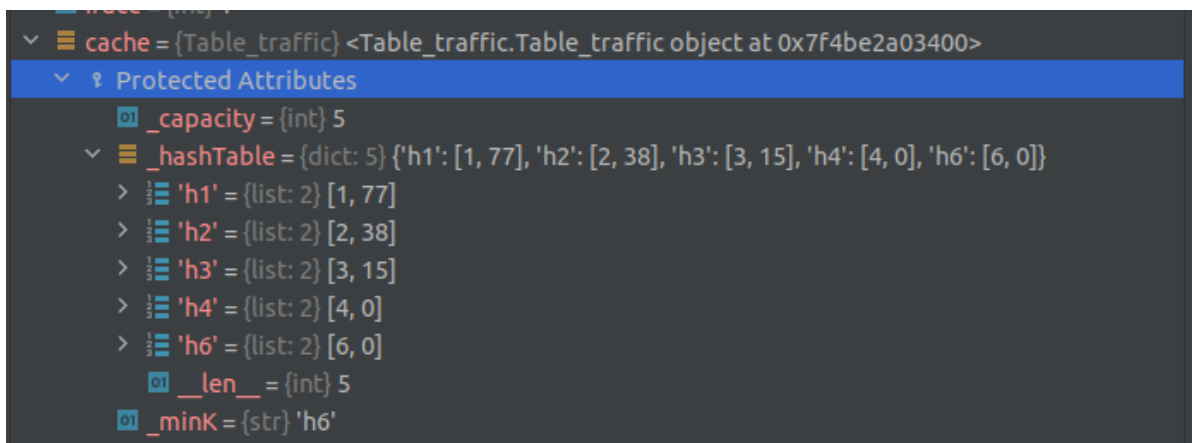 cache = {Table_traffic} <Table_traffic.Table_traffic object at 0x7f4be2a03400>
Protected Attributes
01 _capacity = {int} 5
_hashTable = {dict: 5} {'h1': [1, 77], 'h2': [2, 38], 'h3': [3, 15], 'h4': [4, 0], 'h6': [6, 0]}
'h1' = {list: 2} [1, 77]
'h2' = {list: 2} [2, 38]
'h3' = {list: 2} [3, 15]
'h4' = {list: 2} [4, 0]
'h6' = {list: 2} [6, 0]
01 __len__ = {int} 5
01 _minK = {str} 'h6'